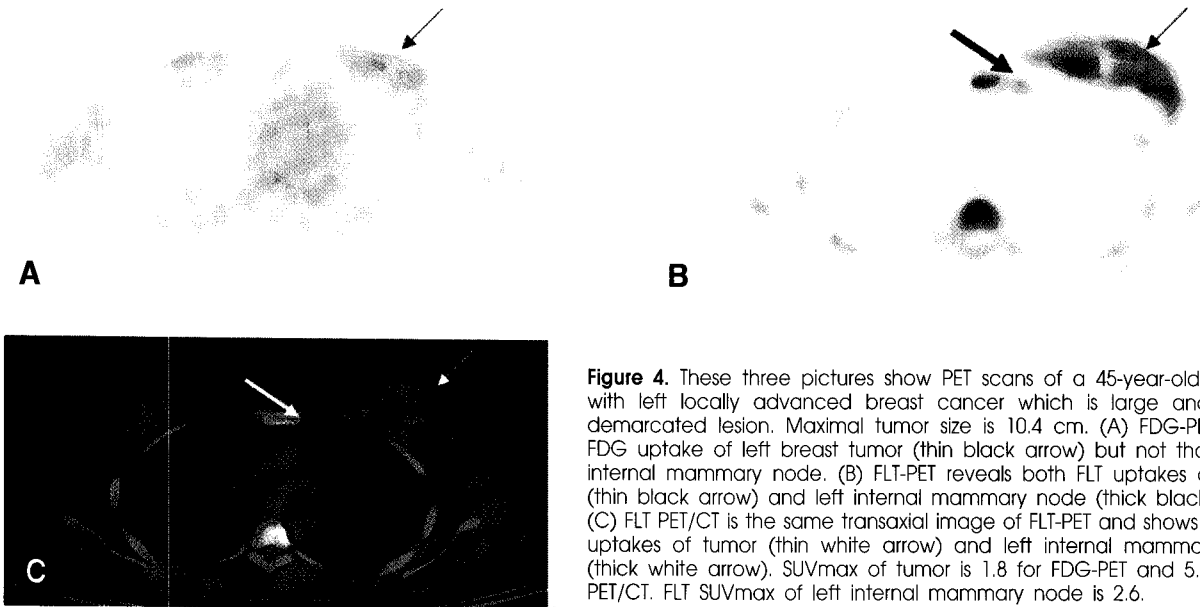 A
B
C
Figure 4. These three pictures show PET scans of a 45-year-old
with left locally advanced breast cancer which is large and
demarcated lesion. Maximal tumor size is 10.4 cm. (A) FDG-PE
FDG uptake of left breast tumor (thin black arrow) but not tha
internal mammary node. (B) FLT-PET reveals both FLT uptakes
(thin black arrow) and left internal mammary node (thick black
(C) FLT PET/CT is the same transaxial image of FLT-PET and shows
uptakes of tumor (thin white arrow) and left internal mamma
(thick white arrow). SUVmax of tumor is 1.8 for FDG-PET and 5.
PET/CT. FLT SUVmax of left internal mammary node is 2.6.